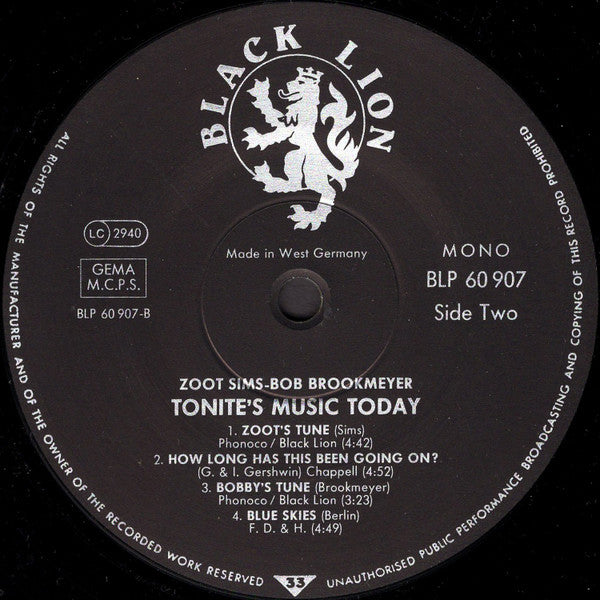 BLACK LION
LC 2940
GEMA
M.C.P.S.
BLP 60 907-B
Made in West Germany
MONO
BLP 60 907
Side Two
ZOOT SIMS-BOB BROOKMEYER
TONITE'S MUSIC TODAY
1. ZOOT'S TUNE (Sims)
Phonoco / Black Lion (4:42)
2. HOW LONG HAS THIS BEEN GOING ON?
(G. & I. Gershwin) Chappell (4:52)
3. BOBBY'S TUNE (Brookmeyer)
Phonoco / Black Lion (3:23)
4. BLUE SKIES (Berlin)
F. D. & H. (4:49)
ALL RIGHTS OF THE MANUFACTURER AND OF THE OWNER OF THE RECORDED WORK RESERVED
33
UNAUTHORISED PUBLIC PERFORMANCE BROADCASTING AND COPYING OF THIS RECORD PROHIBITED